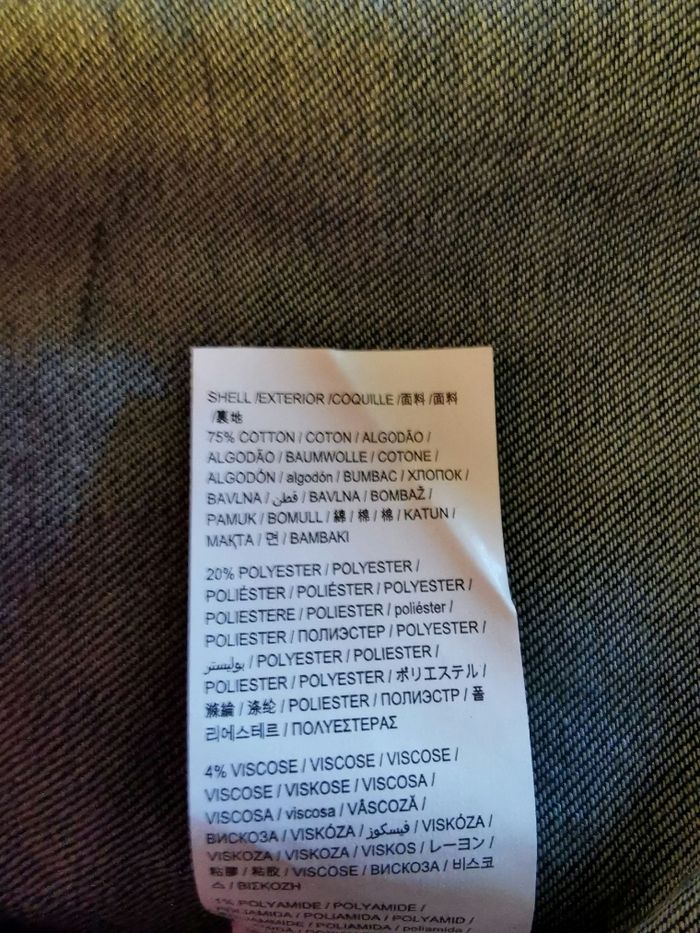 SHELL /EXTERIOR /COQUILLE /面料 /面料
/裏地
75% COTTON / COTON / ALGODÃO /
ALGODÃO / BAUMWOLLE / COTONE /
ALGODÓN / algodón / BUMBAC / ХЛОПОК /
BAVLNA / قطن / BAVLNA / BOMBAŽ /
PAMUK / BOMULL / 綿 / 棉 / 棉 / KATUN /
МАҚТА / 면 / ΒΑΜΒΑΚΙ
20% POLYESTER / POLYESTER /
POLIÉSTER / POLIÉSTER / POLYESTER /
POLIESTERE / POLIESTER / poliéster /
POLIESTER / ПОЛИЭСТЕР / POLYESTER /
بوليستر / POLYESTER / POLIESTER /
POLIESTER / POLYESTER / ポリエステル /
滌綸 / 涤纶 / POLIESTER / ПОЛИЭСТР / 폴
리에스테르 / ΠΟΛΥΕΣΤΕΡΑΣ
4% VISCOSE / VISCOSE / VISCOSE /
VISCOSE / VISKOSE / VISCOSA /
VISCOSA / viscosa / VÂSCOZĂ /
ВИСКОЗА / VISKÓZA / فيسكوز / VISKÓZA /
VISKOZA / VISKOZA / VISKOS / レーヨン /
粘膠 / 粘胶 / VISCOSE / ВИСКОЗА / 비스코
스 / ΒΙΣΚΟΖΗ
1% POLYAMIDE / POLYAMIDE /
POLIAMIDA / POLIAMIDA / POLYAMID /